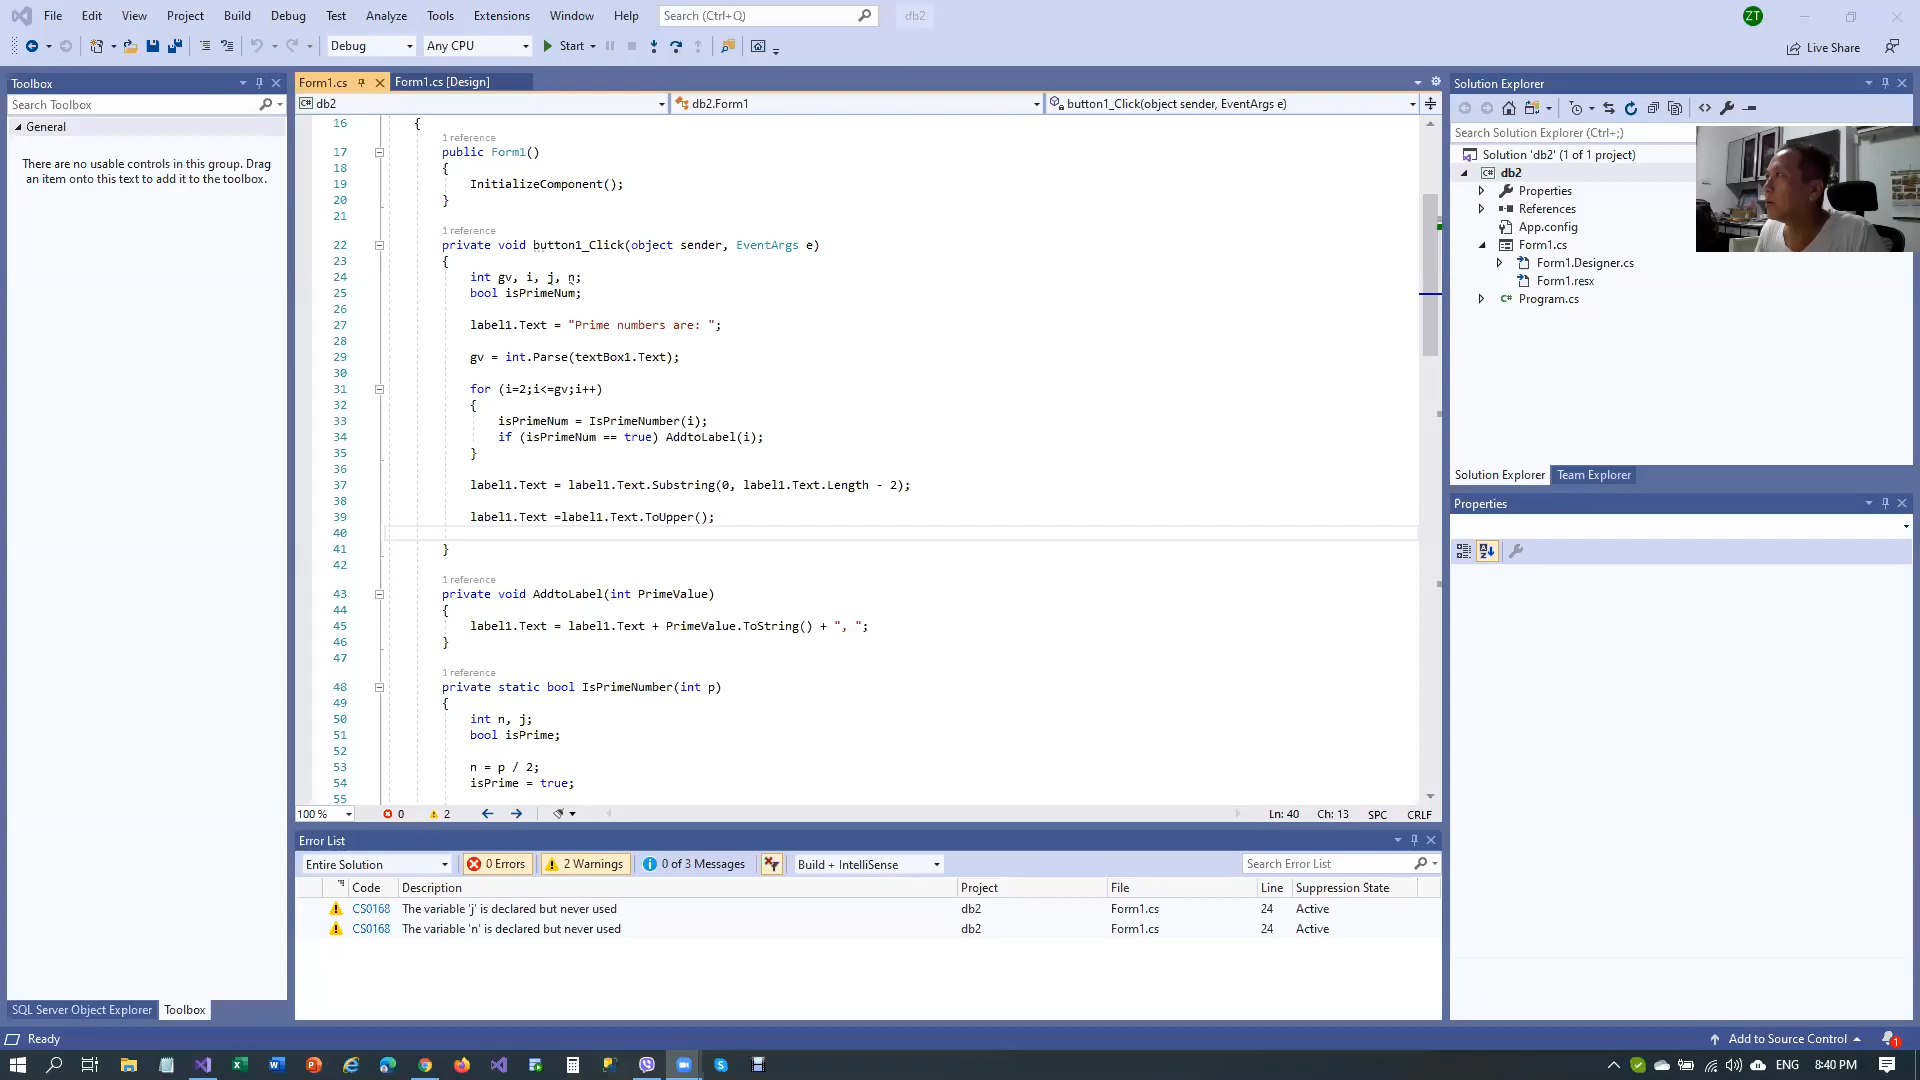 File Edit View Project Build Debug Test Analyze Tools Extensions Window Help Search (Ctrl+Q) db2 ZT
Debug Any CPU Start Live Share
Toolbox
Search Toolbox
General
There are no usable controls in this group. Drag
an item onto this text to add it to the toolbox.
SQL Server Object Explorer Toolbox
Form1.cs Form1.cs [Design]
db2 db2.Form1 button1_Click(object sender, EventArgs e)
16 {
1 reference
17 public Form1()
18 {
19 InitializeComponent();
20 }
21
1 reference
22 private void button1_Click(object sender, EventArgs e)
23 {
24 int gv, i, j, n;
25 bool isPrimeNum;
26
27 label1.Text = "Prime numbers are: ";
28
29 gv = int.Parse(textBox1.Text);
30
31 for (i=2;i<=gv;i++)
32 {
33 isPrimeNum = IsPrimeNumber(i);
34 if (isPrimeNum == true) AddtoLabel(i);
35 }
36
37 label1.Text = label1.Text.Substring(0, label1.Text.Length - 2);
38
39 label1.Text =label1.Text.ToUpper();
40
41 }
42
1 reference
43 private void AddtoLabel(int PrimeValue)
44 {
45 label1.Text = label1.Text + PrimeValue.ToString() + ", ";
46 }
47
1 reference
48 private static bool IsPrimeNumber(int p)
49 {
50 int n, j;
51 bool isPrime;
52
53 n = p / 2;
54 isPrime = true;
55
100 % 0 2 Ln: 40 Ch: 13 SPC CRLF
Error List
Entire Solution 0 Errors 2 Warnings 0 of 3 Messages Build + IntelliSense Search Error List
Code Description Project File Line Suppression State
CS0168 The variable 'j' is declared but never used db2 Form1.cs 24 Active
CS0168 The variable 'n' is declared but never used db2 Form1.cs 24 Active
Solution Explorer
Search Solution Explorer (Ctrl+;)
Solution 'db2' (1 of 1 project)
db2
Properties
References
App.config
Form1.cs
Form1.Designer.cs
Form1.resx
Program.cs
Solution Explorer Team Explorer
Properties
Ready Add to Source Control 1
ENG 8:40 PM